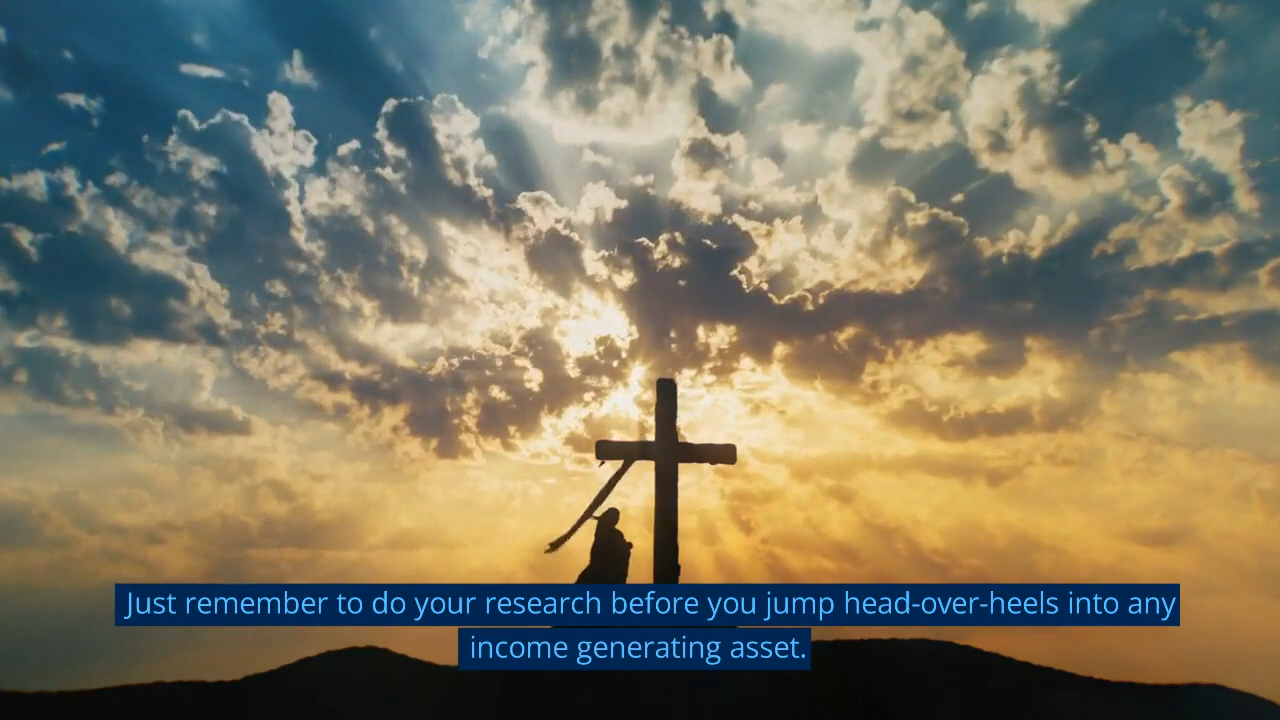 Just remember to do your research before you jump head-over-heels into any
income generating asset.